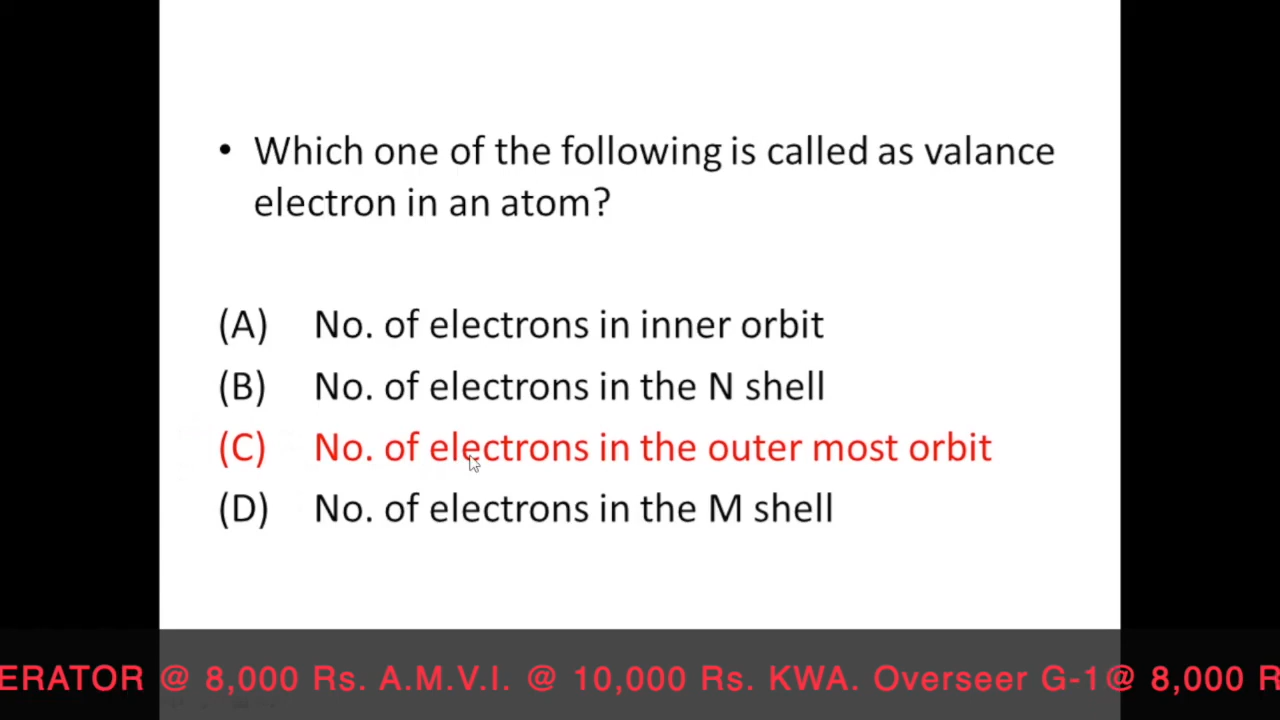 • Which one of the following is called as valance
electron in an atom?
(A) No. of electrons in inner orbit
(B) No. of electrons in the N shell
(C) No. of electrons in the outer most orbit
(D) No. of electrons in the M shell
ERATOR @ 8,000 Rs. A.M.V.I. @ 10,000 Rs. KWA. Overseer G-1@ 8,000 R